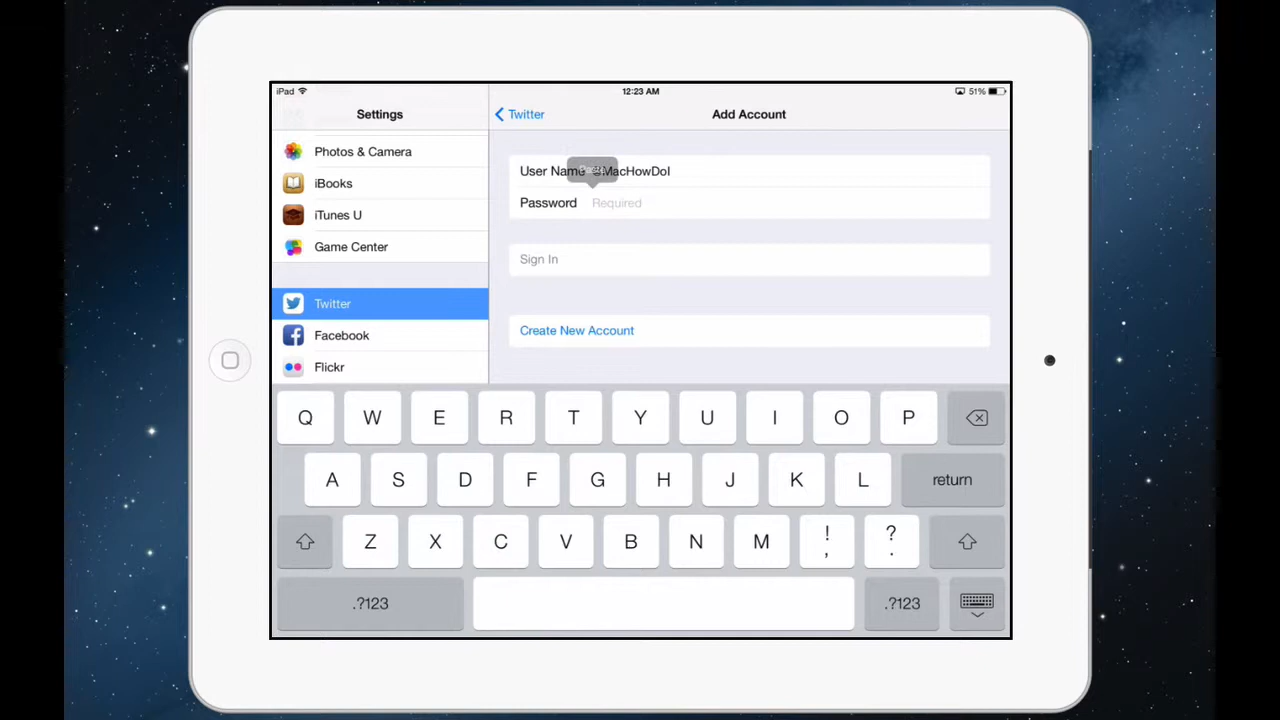 iPad 12:23 AM 51%
Settings
Photos & Camera
iBooks
iTunes U
Game Center
Twitter
Facebook
Flickr
Twitter Add Account
User Name @MacHowDoI
Password Required
Sign In
Create New Account
Q W E R T Y U I O P
A S D F G H J K L return
Z X C V B N M ! , ? .
.?123 .?123